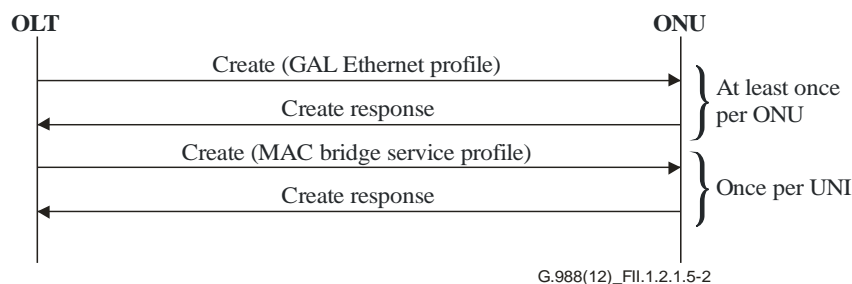 OLT
ONU
Create (GAL Ethernet profile)
Create response
At least once
per ONU
Create (MAC bridge service profile)
Create response
Once per UNI
G.988(12)_FII.1.2.1.5-2